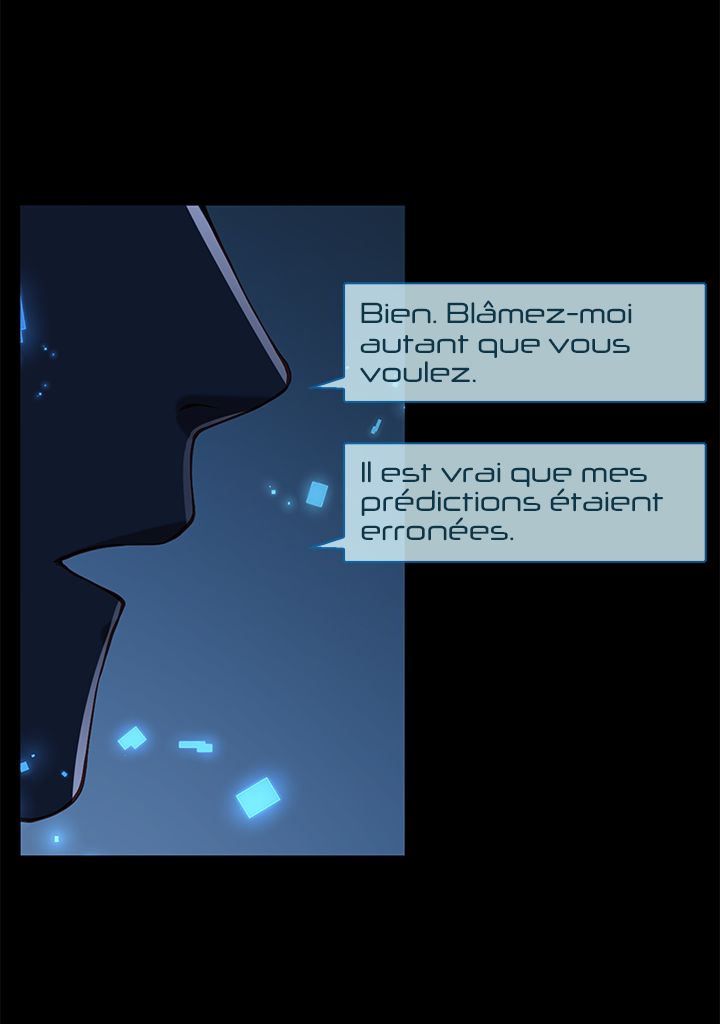 Bien. Blâmez-moi
autant que vous
voulez.
Il est vrai que mes
prédictions étaient
erronées.